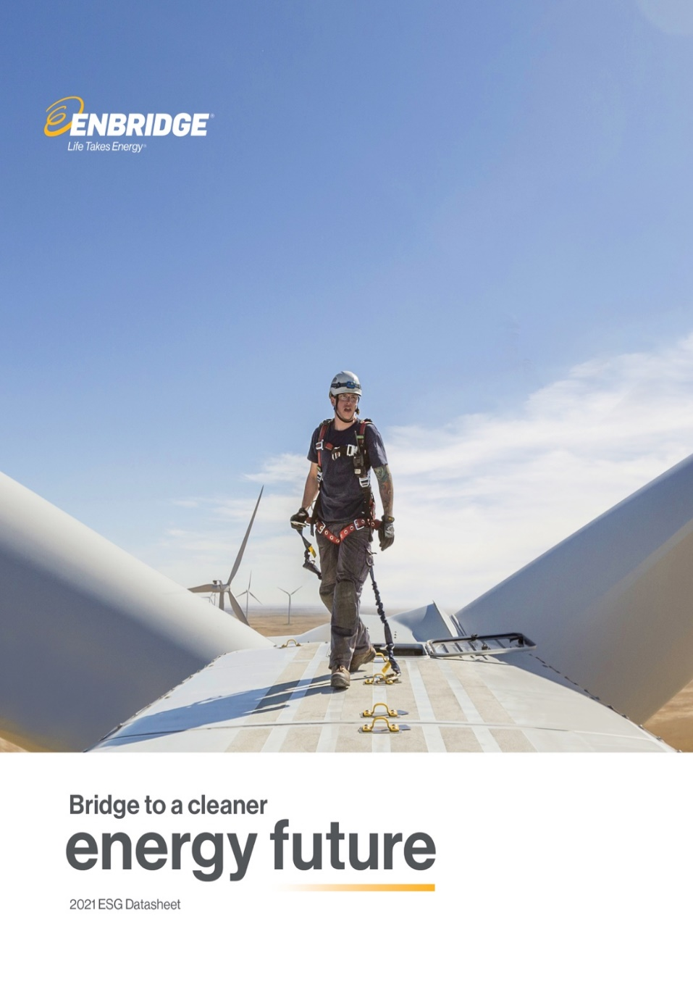 ENBRIDGE®
Life Takes Energy
Bridge to a cleaner
energy future
2021 ESG Datasheet